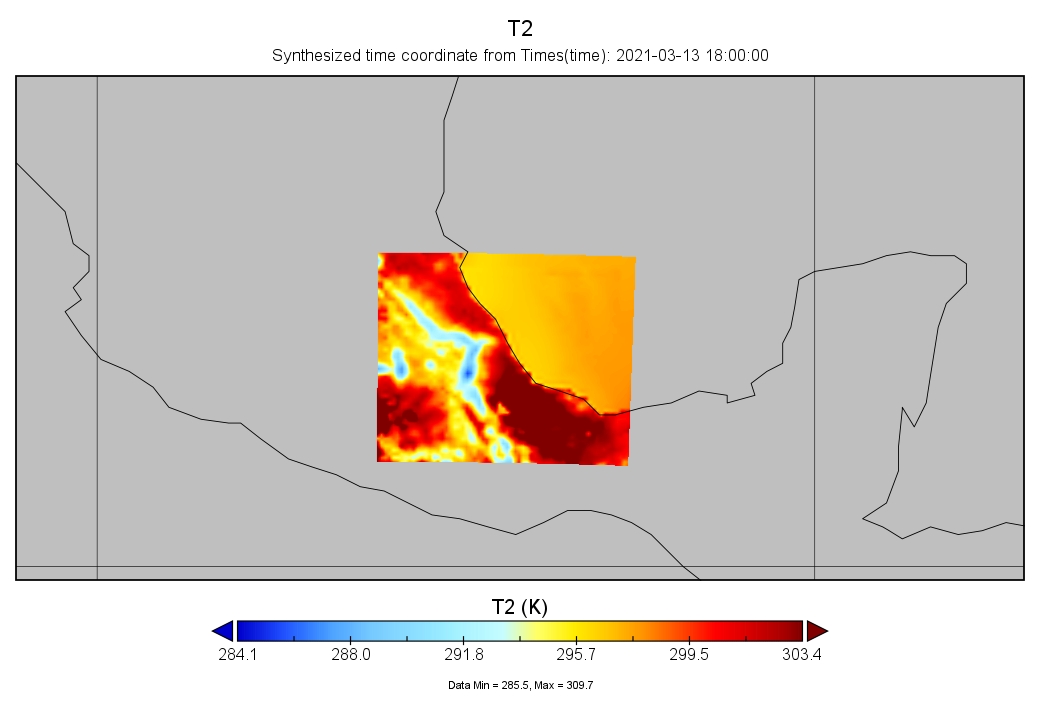 T2
Synthesized time coordinate from Times(time): 2021-03-13 18:00:00
T2 (K)
284.1 288.0 291.8 295.7 299.5 303.4
Data Min = 285.5, Max = 309.7